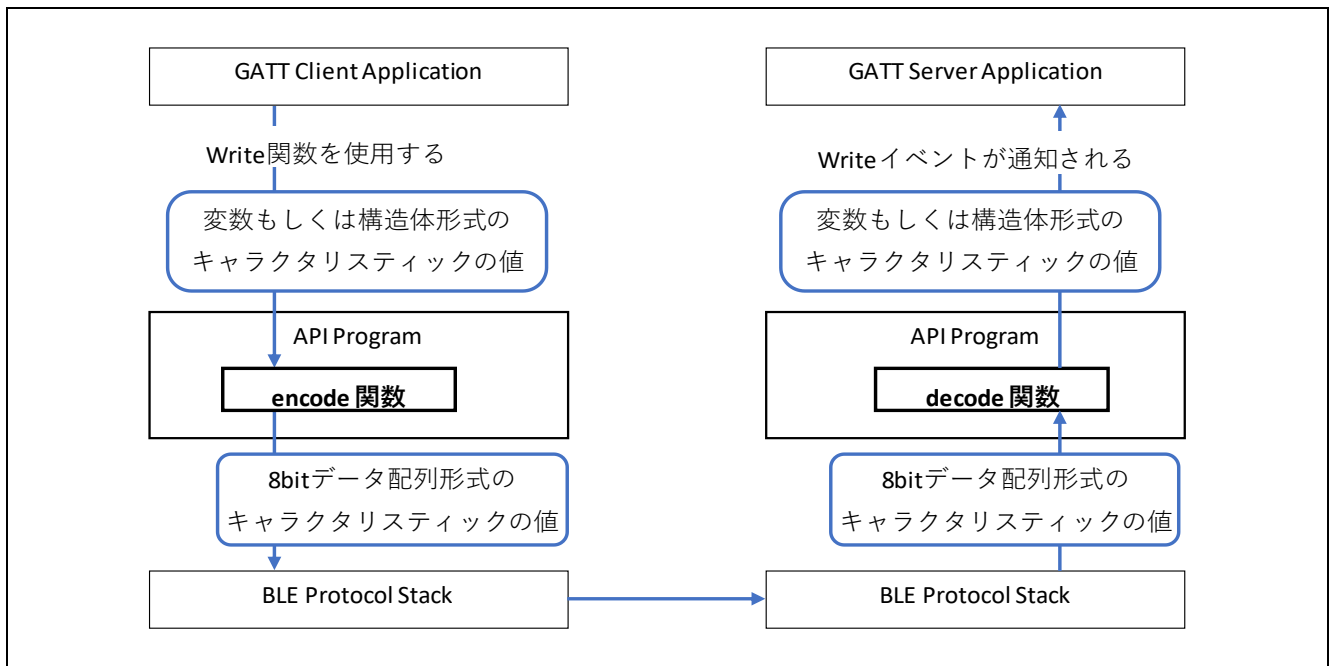 GATT Client Application
Write関数を使用する
変数もしくは構造体形式の
キャラクタリスティックの値
API Program
encode 関数
8bitデータ配列形式の
キャラクタリスティックの値
BLE Protocol Stack
GATT Server Application
Writeイベントが通知される
変数もしくは構造体形式の
キャラクタリスティックの値
API Program
decode 関数
8bitデータ配列形式の
キャラクタリスティックの値
BLE Protocol Stack